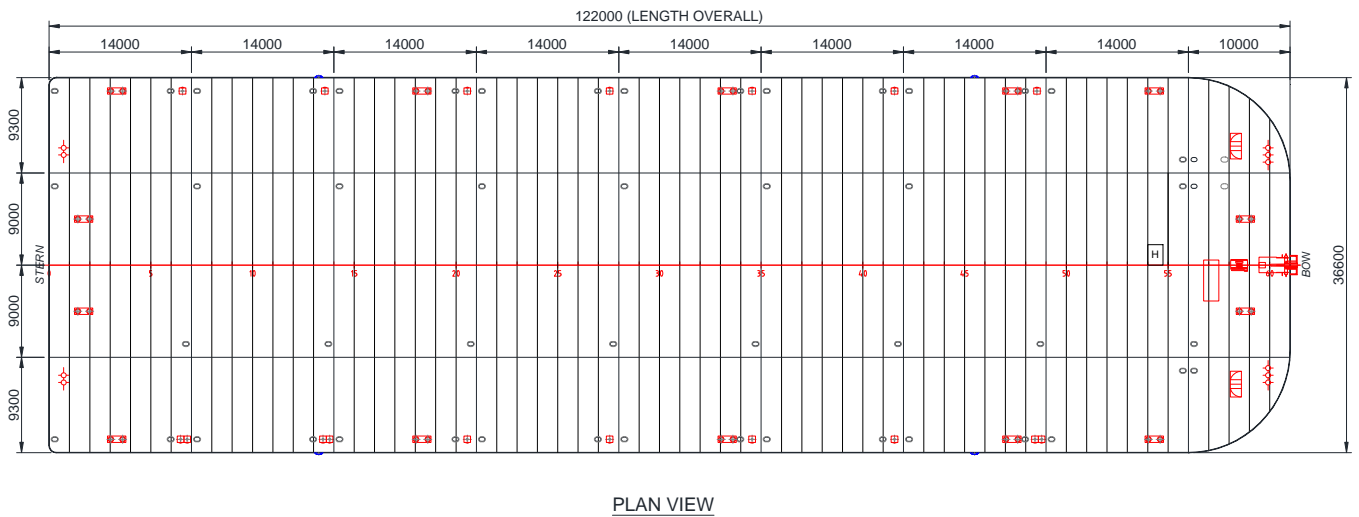 122000 (LENGTH OVERALL)
14000 14000 14000 14000 14000 14000 14000 14000 10000
9300
9000
9000
9300
STERN
0 5 10 15 20 25 30 35 40 45 50 55 60
H
BOW
36600
PLAN VIEW